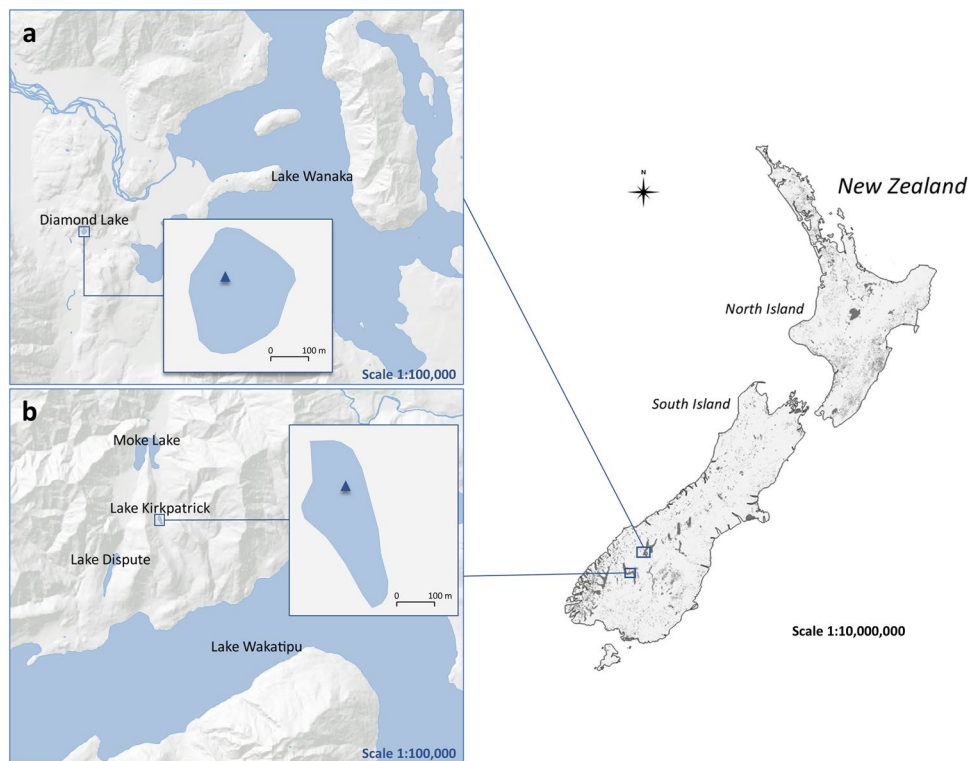 a
Lake Wanaka
Diamond Lake
0 100 m
Scale 1:100,000
b
Moke Lake
Lake Kirkpatrick
Lake Dispute
0 100 m
Lake Wakatipu
Scale 1:100,000
N
New Zealand
North Island
South Island
Scale 1:10,000,000